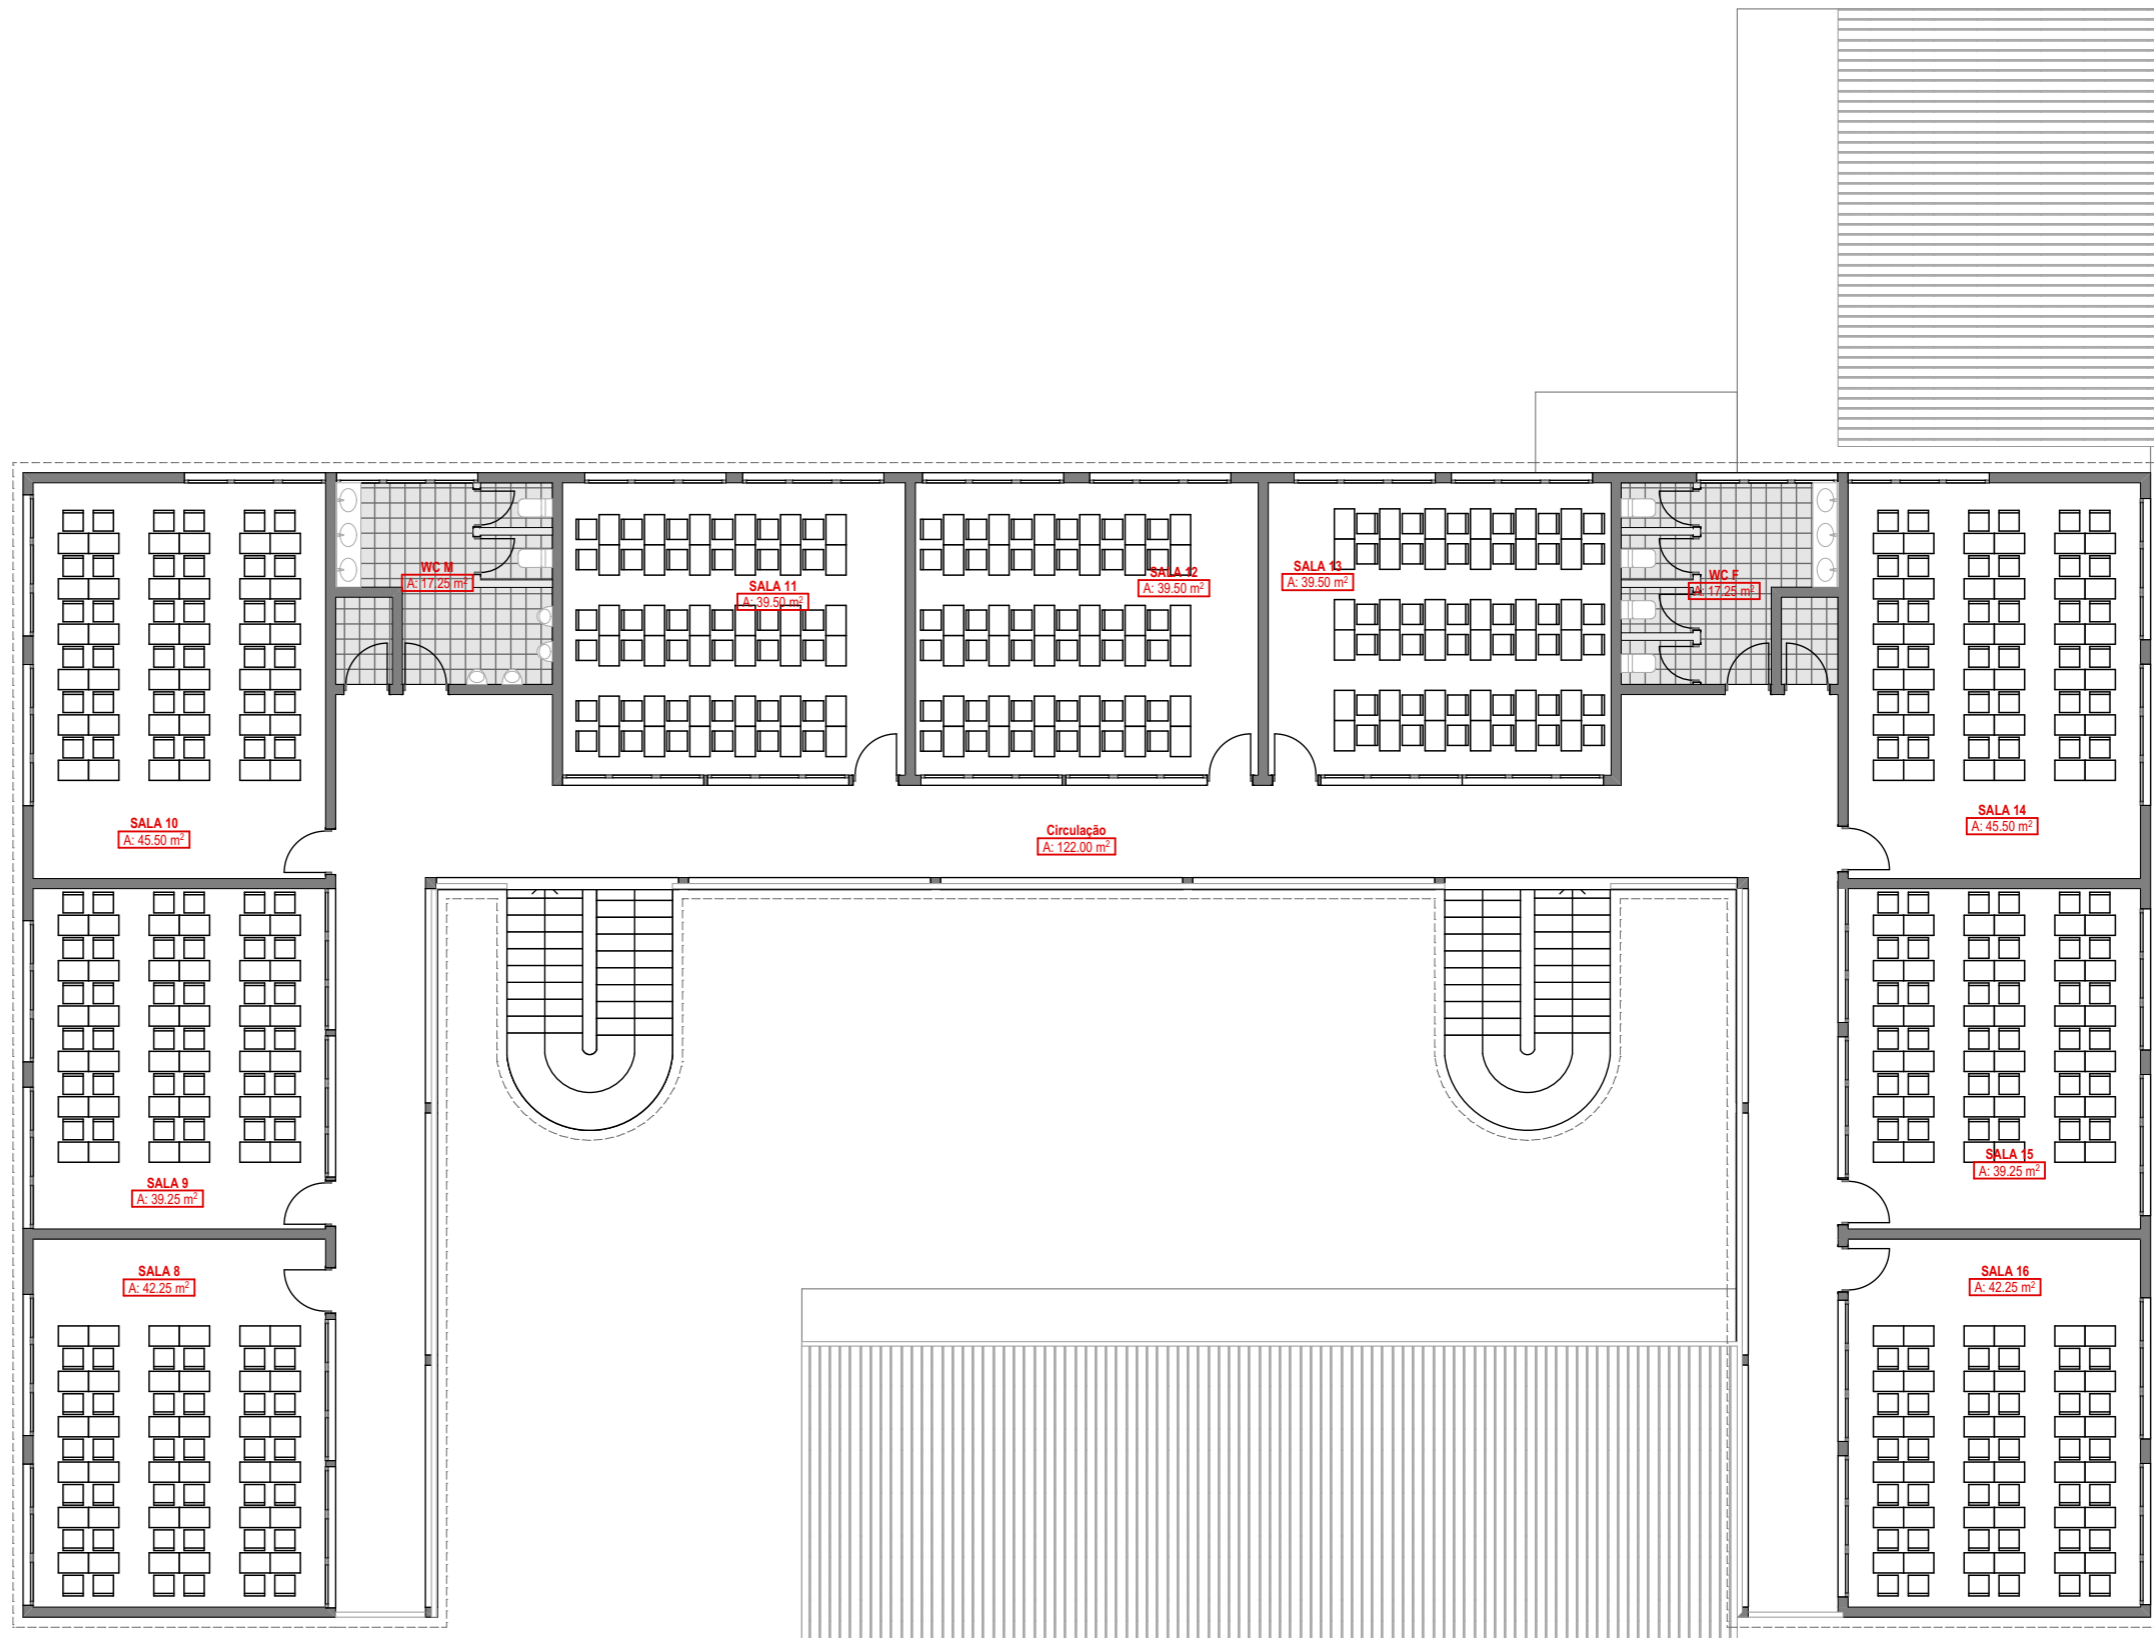 WC M
A: 17.25 m²
SALA 11
A: 39.50 m²
SALA 12
A: 39.50 m²
SALA 13
A: 39.50 m²
WC F
A: 17.25 m²
SALA 10
A: 45.50 m²
Circulação
A: 122.00 m²
SALA 14
A: 45.50 m²
SALA 9
A: 39.25 m²
SALA 15
A: 39.25 m²
SALA 8
A: 42.25 m²
SALA 16
A: 42.25 m²